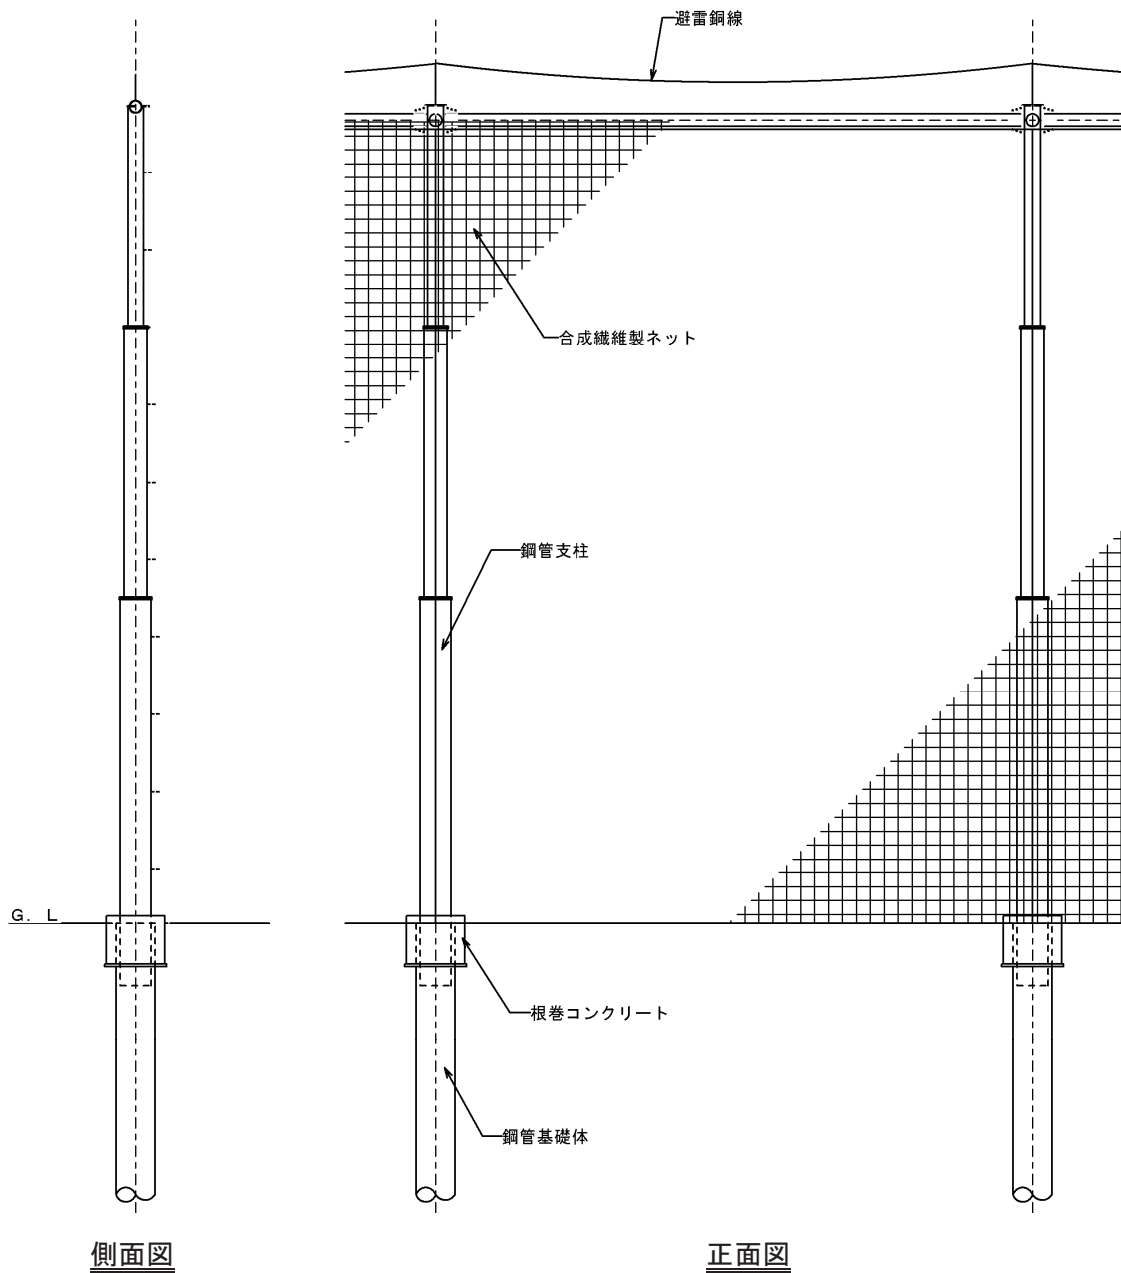 避雷銅線
合成繊維製ネット
鋼管支柱
G. L
根巻コンクリート
鋼管基礎体
側面図
正面図